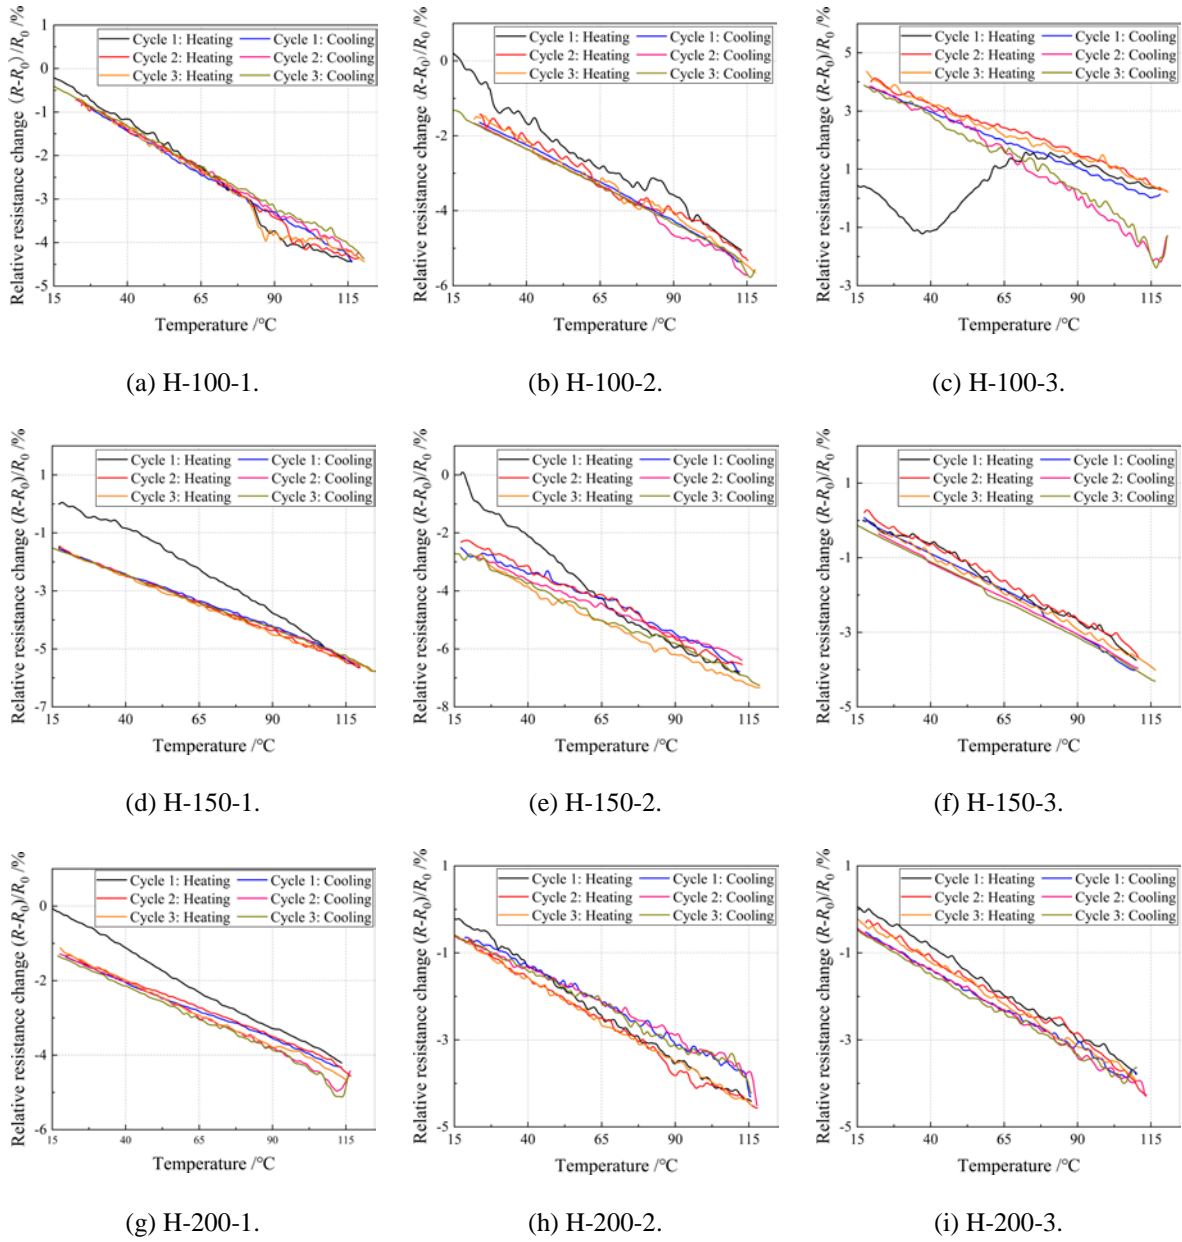 Relative resistance change (R-R0)/R0 /%
1
0
-1
-2
-3
-4
-5
Cycle 1: Heating Cycle 1: Cooling
Cycle 2: Heating Cycle 2: Cooling
Cycle 3: Heating Cycle 3: Cooling
15 40 65 90 115
Temperature /°C
(a) H-100-1.
Relative resistance change (R-R0)/R0 /%
0
-2
-4
-6
Cycle 1: Heating Cycle 1: Cooling
Cycle 2: Heating Cycle 2: Cooling
Cycle 3: Heating Cycle 3: Cooling
15 40 65 90 115
Temperature /°C
(b) H-100-2.
Relative resistance change (R-R0)/R0 /%
5
3
1
-1
-3
Cycle 1: Heating Cycle 1: Cooling
Cycle 2: Heating Cycle 2: Cooling
Cycle 3: Heating Cycle 3: Cooling
15 40 65 90 115
Temperature /°C
(c) H-100-3.
Relative resistance change (R-R0)/R0 /%
1
-1
-3
-5
-7
Cycle 1: Heating Cycle 1: Cooling
Cycle 2: Heating Cycle 2: Cooling
Cycle 3: Heating Cycle 3: Cooling
15 40 65 90 115
Temperature /°C
(d) H-150-1.
Relative resistance change (R-R0)/R0 /%
0
-2
-4
-6
-8
Cycle 1: Heating Cycle 1: Cooling
Cycle 2: Heating Cycle 2: Cooling
Cycle 3: Heating Cycle 3: Cooling
15 40 65 90 115
Temperature /°C
(e) H-150-2.
Relative resistance change (R-R0)/R0 /%
1
-1
-3
-5
Cycle 1: Heating Cycle 1: Cooling
Cycle 2: Heating Cycle 2: Cooling
Cycle 3: Heating Cycle 3: Cooling
15 40 65 90 115
Temperature /°C
(f) H-150-3.
Relative resistance change (R-R0)/R0 /%
0
-2
-4
-6
Cycle 1: Heating Cycle 1: Cooling
Cycle 2: Heating Cycle 2: Cooling
Cycle 3: Heating Cycle 3: Cooling
15 40 65 90 115
Temperature /°C
(g) H-200-1.
Relative resistance change (R-R0)/R0 /%
1
-1
-3
-5
Cycle 1: Heating Cycle 1: Cooling
Cycle 2: Heating Cycle 2: Cooling
Cycle 3: Heating Cycle 3: Cooling
15 40 65 90 115
Temperature /°C
(h) H-200-2.
Relative resistance change (R-R0)/R0 /%
1
-1
-3
-5
Cycle 1: Heating Cycle 1: Cooling
Cycle 2: Heating Cycle 2: Cooling
Cycle 3: Heating Cycle 3: Cooling
15 40 65 90 115
Temperature /°C
(i) H-200-3.